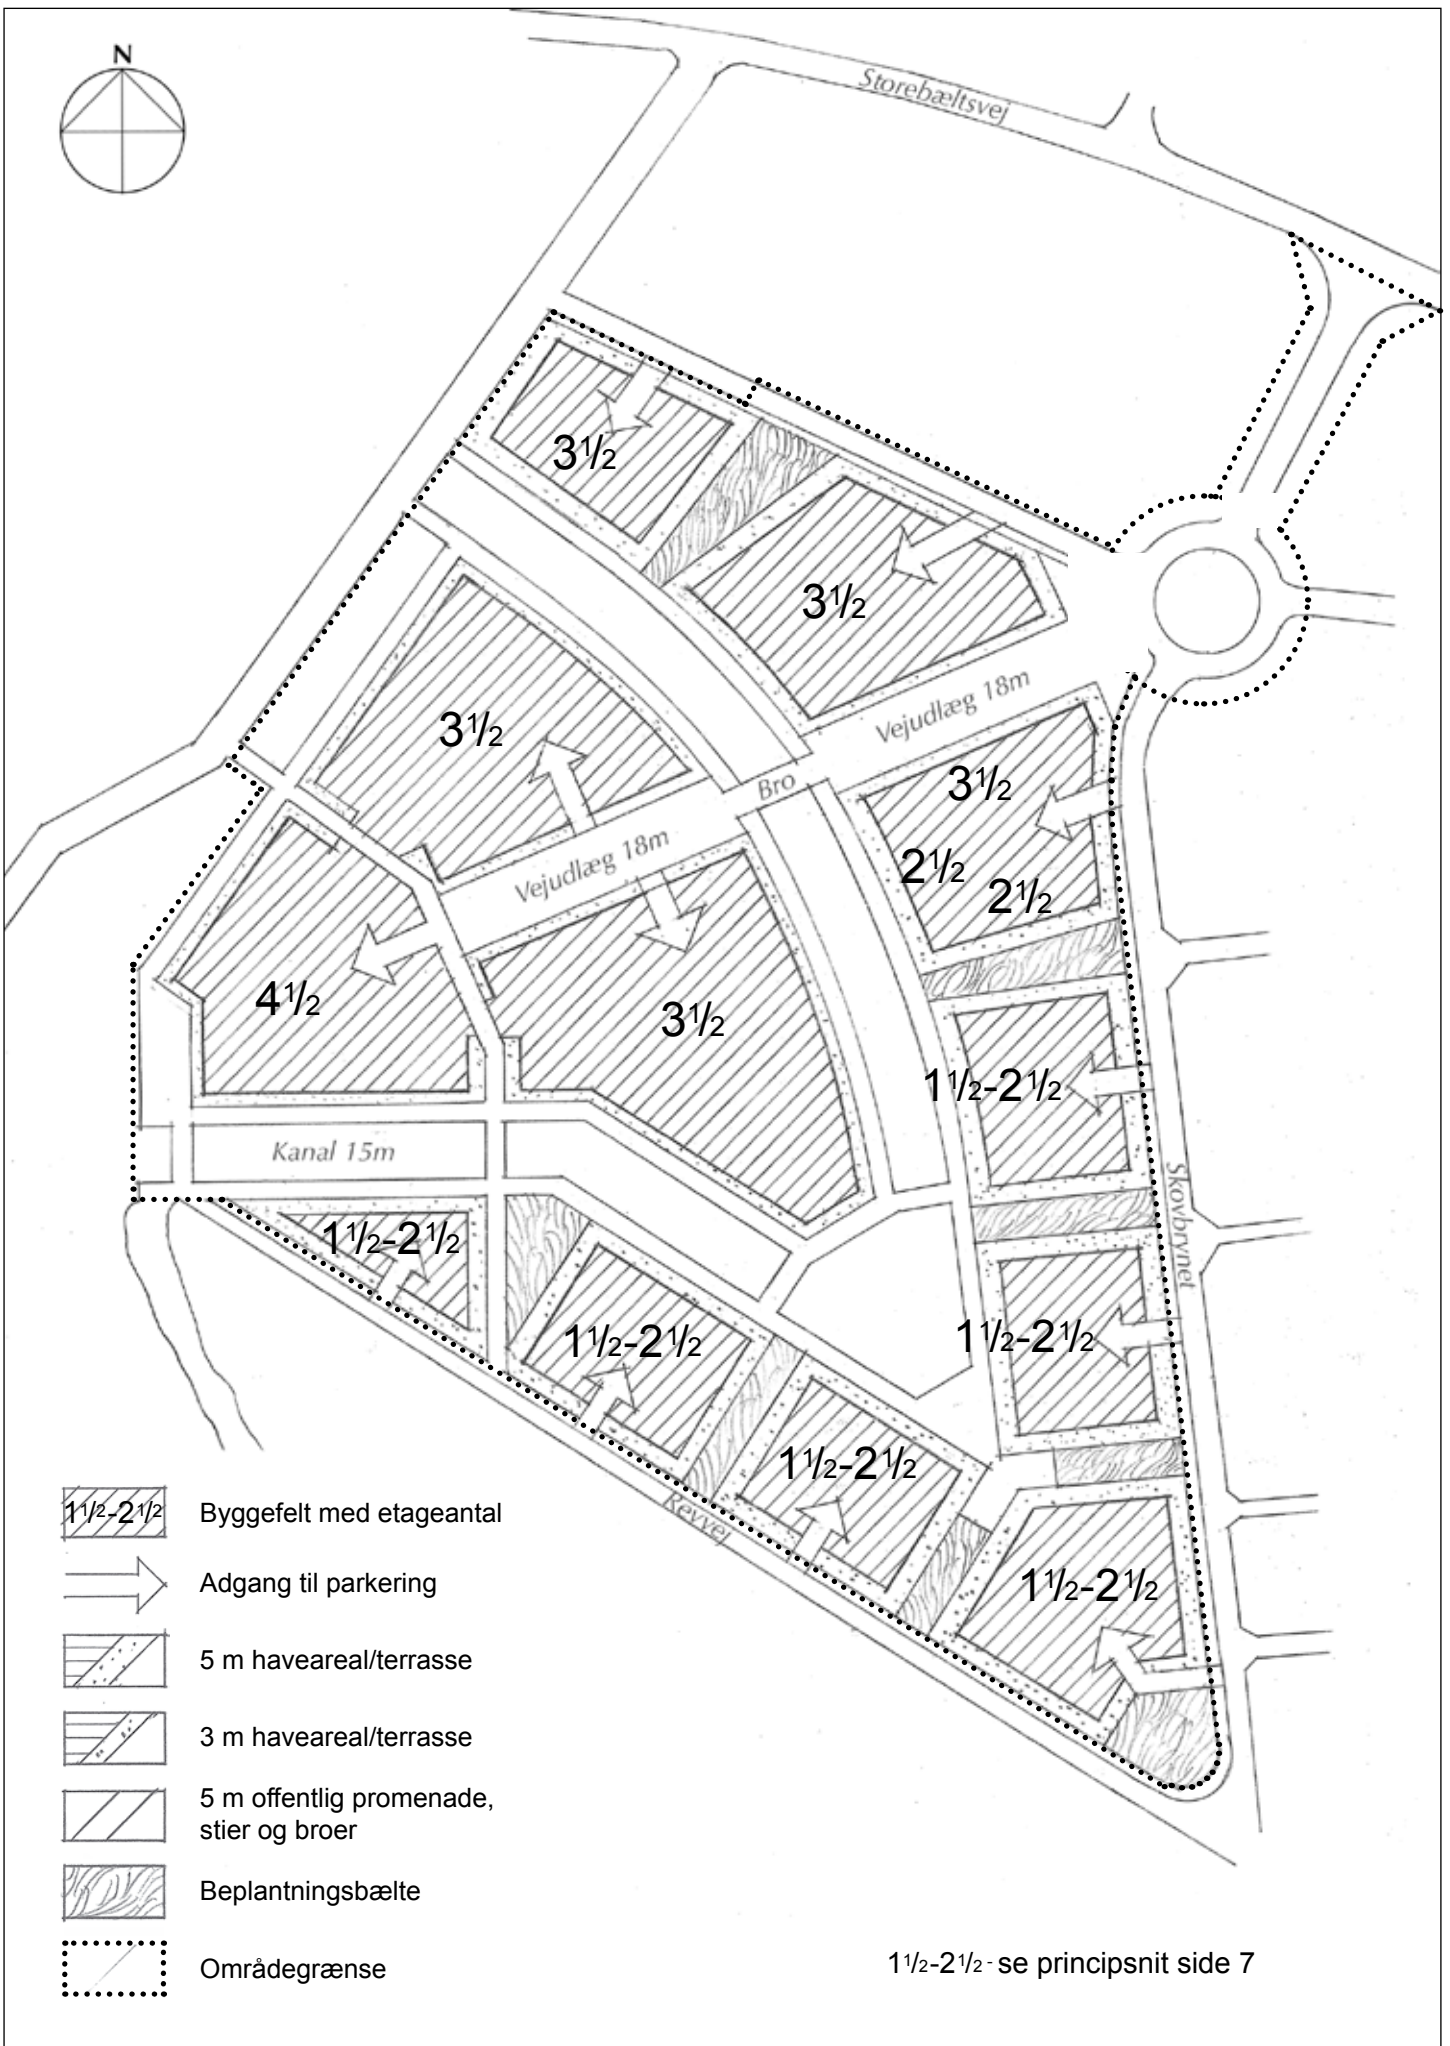 N
Storebæltsvej
3½
3½
Vejudlæg 18m
3½
Bro
3½
2½
2½
Vejudlæg 18m
4½
3½
1½-2½
Kanal 15m
Skovbrynet
1½-2½
1½-2½
1½-2½
1½-2½
Revvej
1½-2½
1½-2½ Byggefelt med etageantal
Adgang til parkering
5 m haveareal/terrasse
3 m haveareal/terrasse
5 m offentlig promenade,
stier og broer
Beplantningsbælte
Områdegrænse
1½-2½ - se principsnit side 7